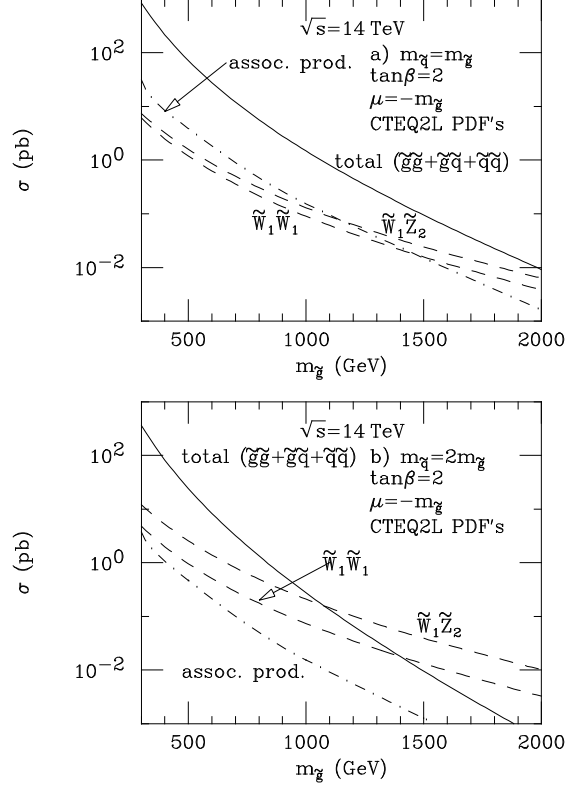 √s=14 TeV
10²
assoc. prod.
a) m_q̃=m_g̃
tanβ=2
μ=−m_g̃
CTEQ2L PDF's
σ (pb)
10⁰
total (g̃g̃+g̃q̃+q̃q̃)
W̃₁W̃₁
W̃₁Z̃₂
10⁻²
500 1000 1500 2000
m_g̃ (GeV)
√s=14 TeV
10²
total (g̃g̃+g̃q̃+q̃q̃)
b) m_q̃=2m_g̃
tanβ=2
μ=−m_g̃
CTEQ2L PDF's
σ (pb)
10⁰
W̃₁W̃₁
W̃₁Z̃₂
10⁻²
assoc. prod.
500 1000 1500 2000
m_g̃ (GeV)